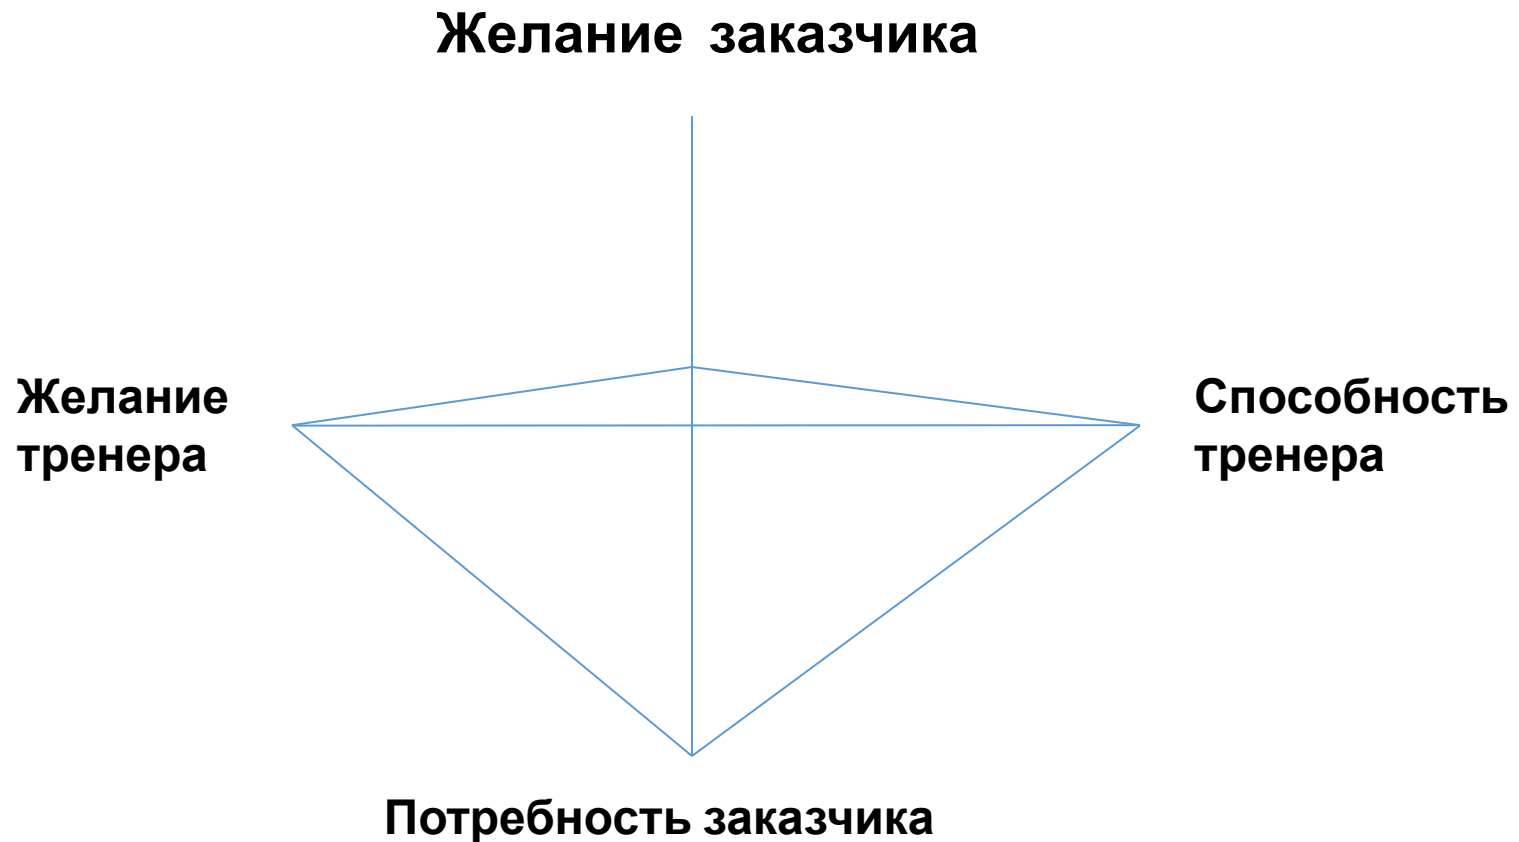 Желание заказчика
Желание
тренера
Способность
тренера
Потребность заказчика